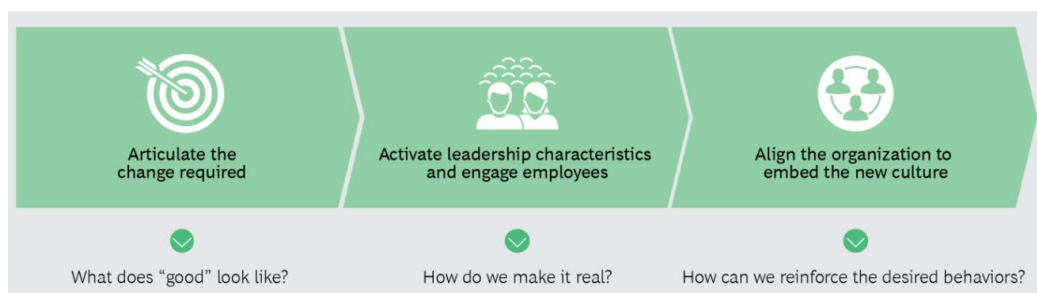 Articulate the
change required
Activate leadership characteristics
and engage employees
Align the organization to
embed the new culture
What does “good” look like?
How do we make it real?
How can we reinforce the desired behaviors?